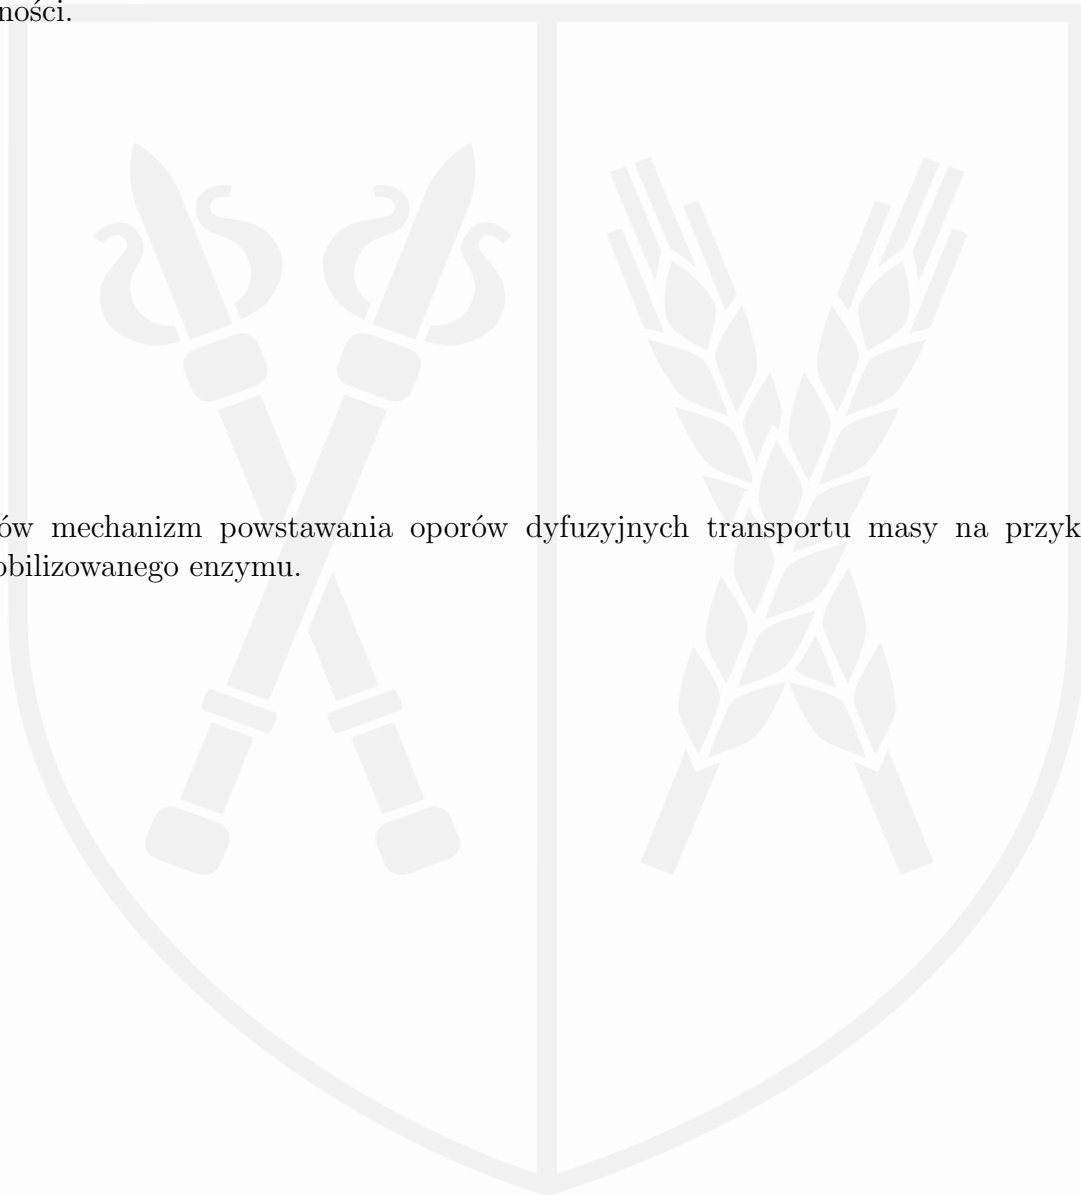 ności.
ów mechanizm powstawania oporów dyfuzyjnych transportu masy na przyk
obilizowanego enzymu.